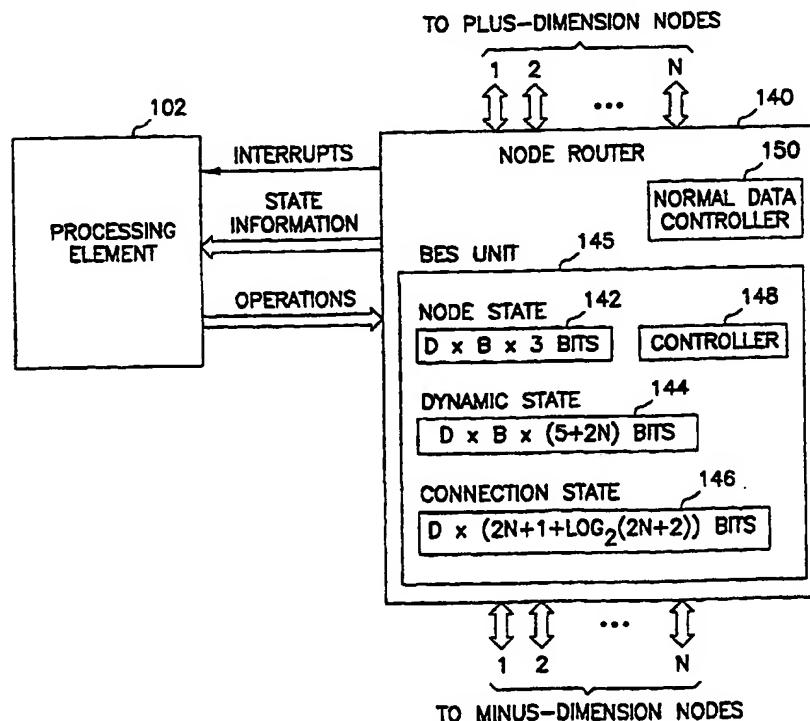 TO PLUS-DIMENSION NODES
1 2 ... N
102
140
INTERRUPTS
NODE ROUTER
150
NORMAL DATA
CONTROLLER
STATE
INFORMATION
PROCESSING
ELEMENT
BES UNIT
145
OPERATIONS
NODE STATE
142
148
D x B x 3 BITS
CONTROLLER
DYNAMIC STATE
144
D x B x (5+2N) BITS
CONNECTION STATE
146
D x (2N+1+LOG2(2N+2)) BITS
1 2 ... N
TO MINUS-DIMENSION NODES